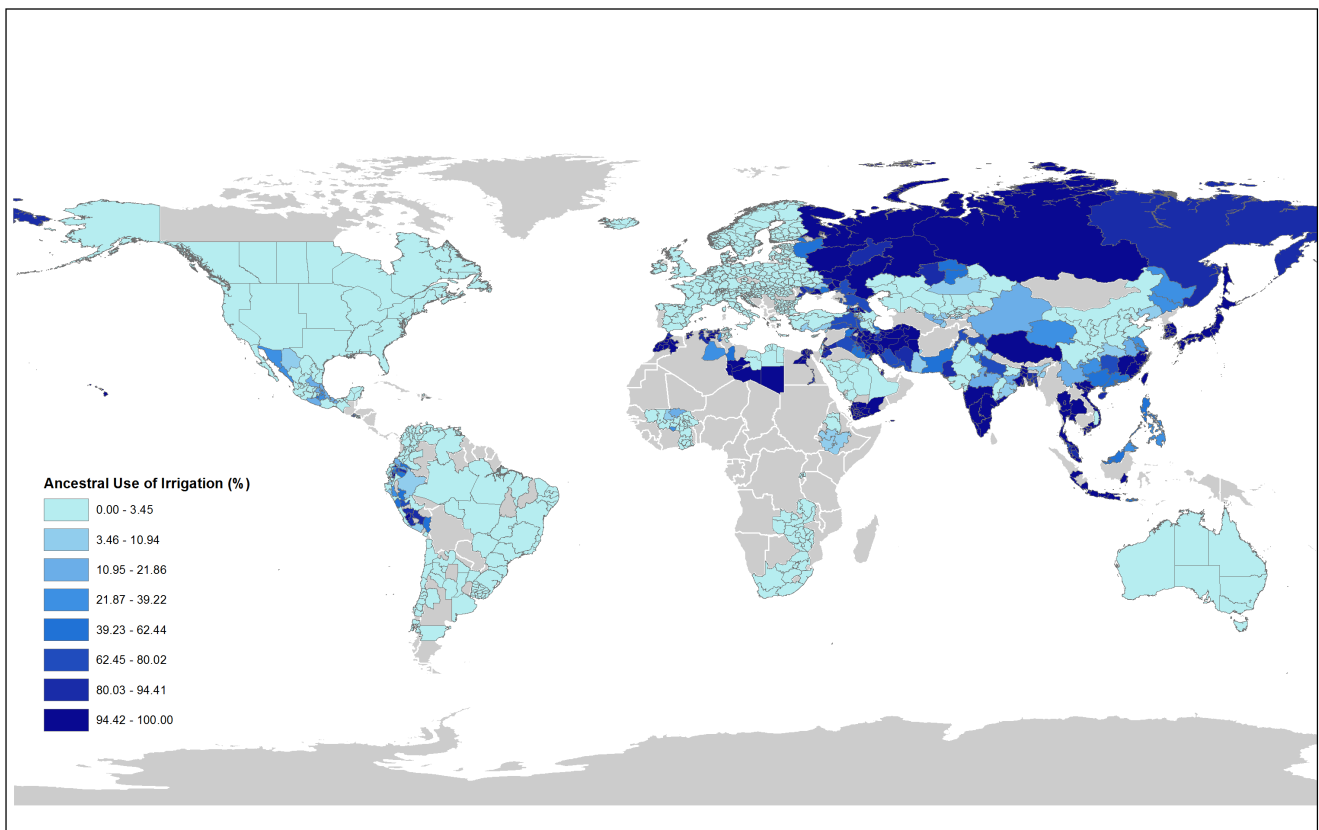 Ancestral Use of Irrigation (%)
0.00 - 3.45
3.46 - 10.94
10.95 - 21.86
21.87 - 39.22
39.23 - 62.44
62.45 - 80.02
80.03 - 94.41
94.42 - 100.00